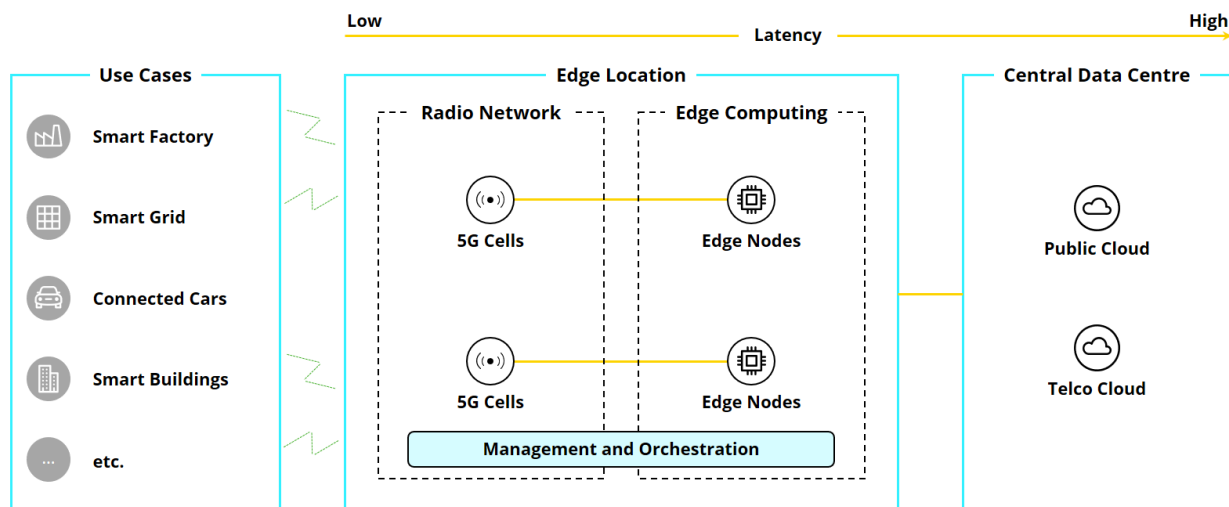 Low
High
Latency
Use Cases
Edge Location
Central Data Centre
Smart Factory
Smart Grid
Connected Cars
Smart Buildings
...
etc.
Radio Network
Edge Computing
5G Cells
Edge Nodes
5G Cells
Edge Nodes
Management and Orchestration
Public Cloud
Telco Cloud